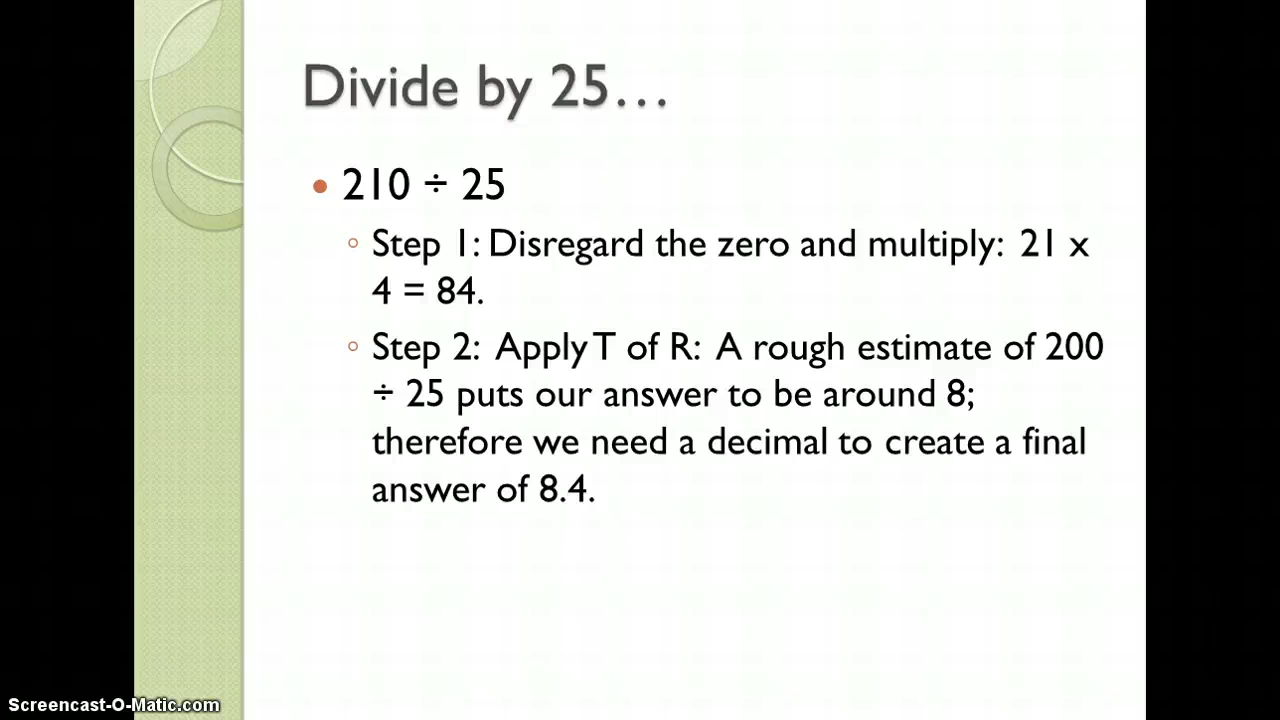 Divide by 25…
• 210 ÷ 25
◦ Step 1: Disregard the zero and multiply: 21 x
4 = 84.
◦ Step 2: Apply T of R: A rough estimate of 200
÷ 25 puts our answer to be around 8;
therefore we need a decimal to create a final
answer of 8.4.
Screencast-O-Matic.com